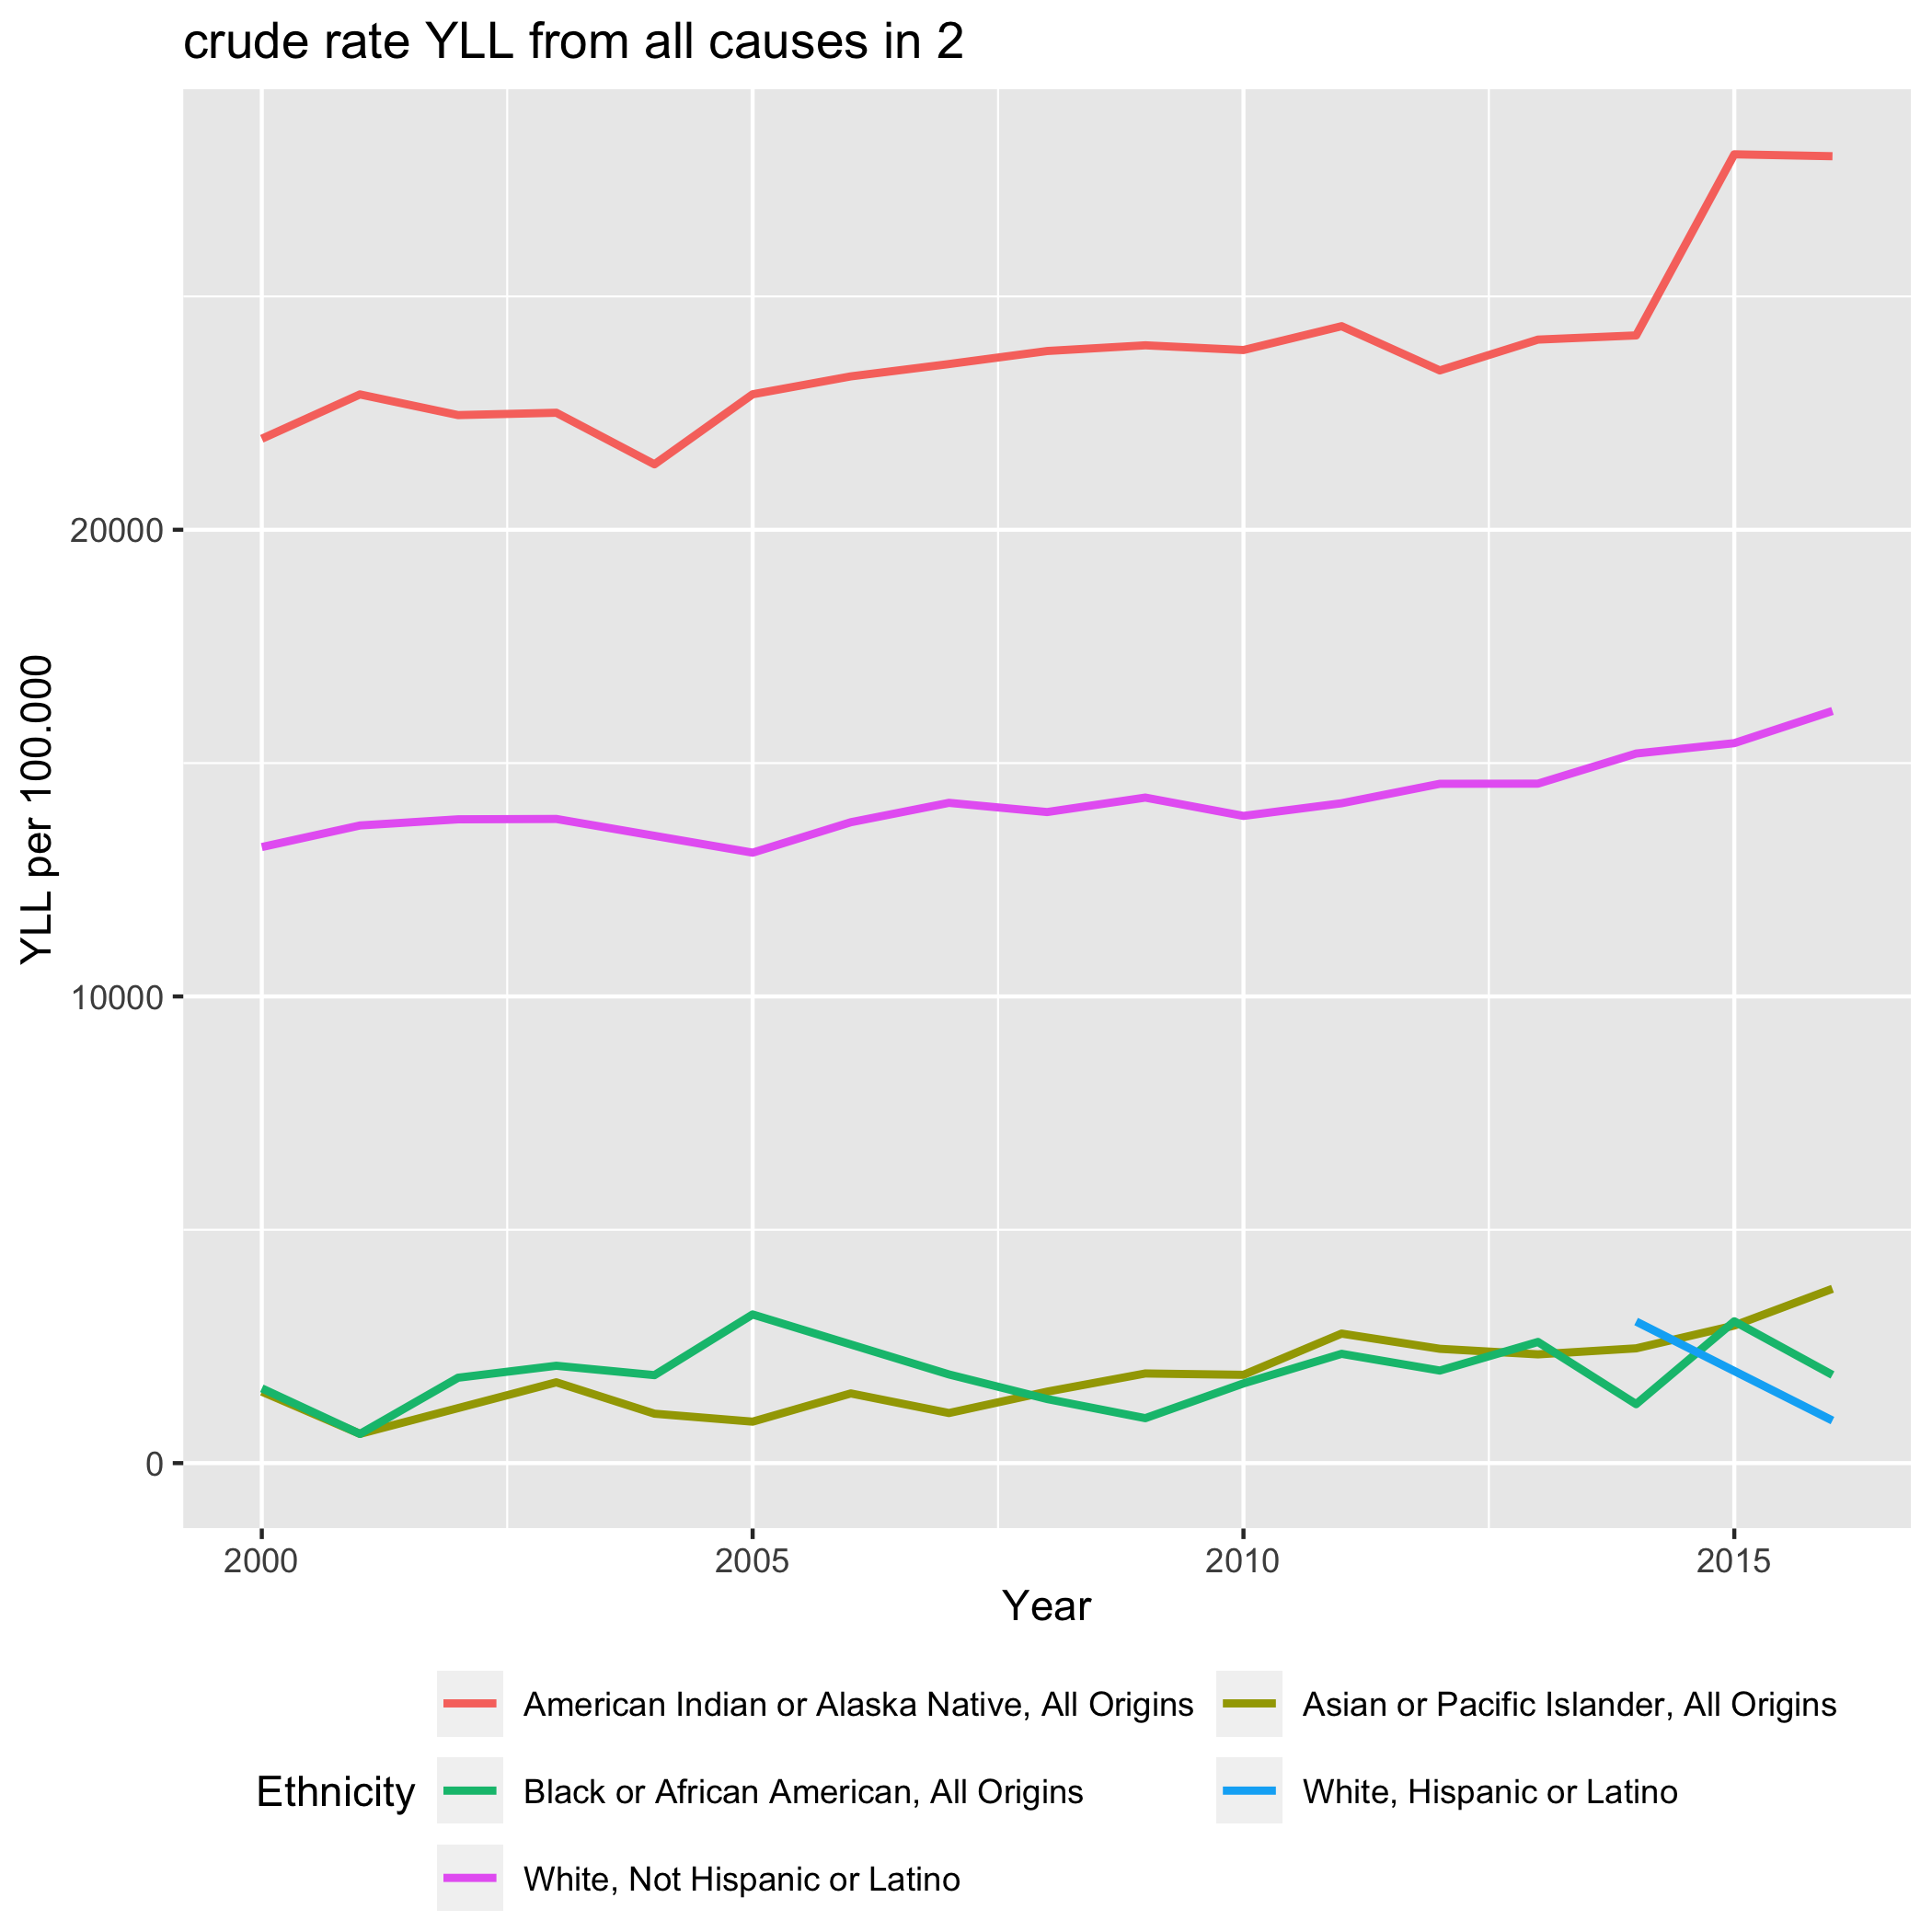 crude rate YLL from all causes in 2
YLL per 100.000
20000
10000
0
2000 2005 2010 2015
Year
Ethnicity
American Indian or Alaska Native, All Origins
Asian or Pacific Islander, All Origins
Black or African American, All Origins
White, Hispanic or Latino
White, Not Hispanic or Latino